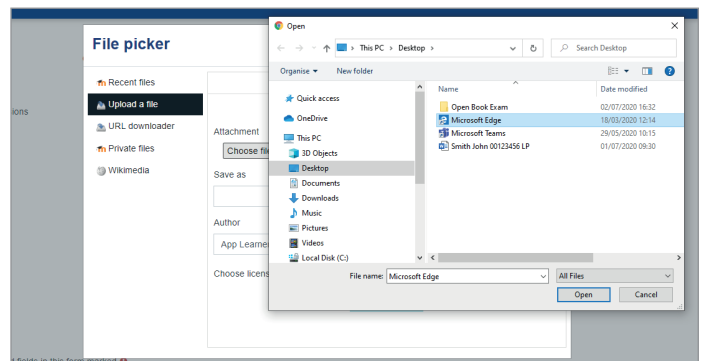 File picker
Recent files
Upload a file
URL downloader
Private files
Wikimedia
ions
Attachment
Choose file
Save as
Author
App Learne
Choose licens
Open
This PC > Desktop >
Search Desktop
Organise
New folder
Quick access
OneDrive
This PC
3D Objects
Desktop
Documents
Downloads
Music
Pictures
Videos
Local Disk (C:)
Name
Date modified
Open Book Exam
02/07/2020 16:32
Microsoft Edge
18/03/2020 12:14
Microsoft Teams
29/05/2020 10:15
Smith John 00123456 LP
01/07/2020 09:30
File name:
Microsoft Edge
All Files
Open
Cancel